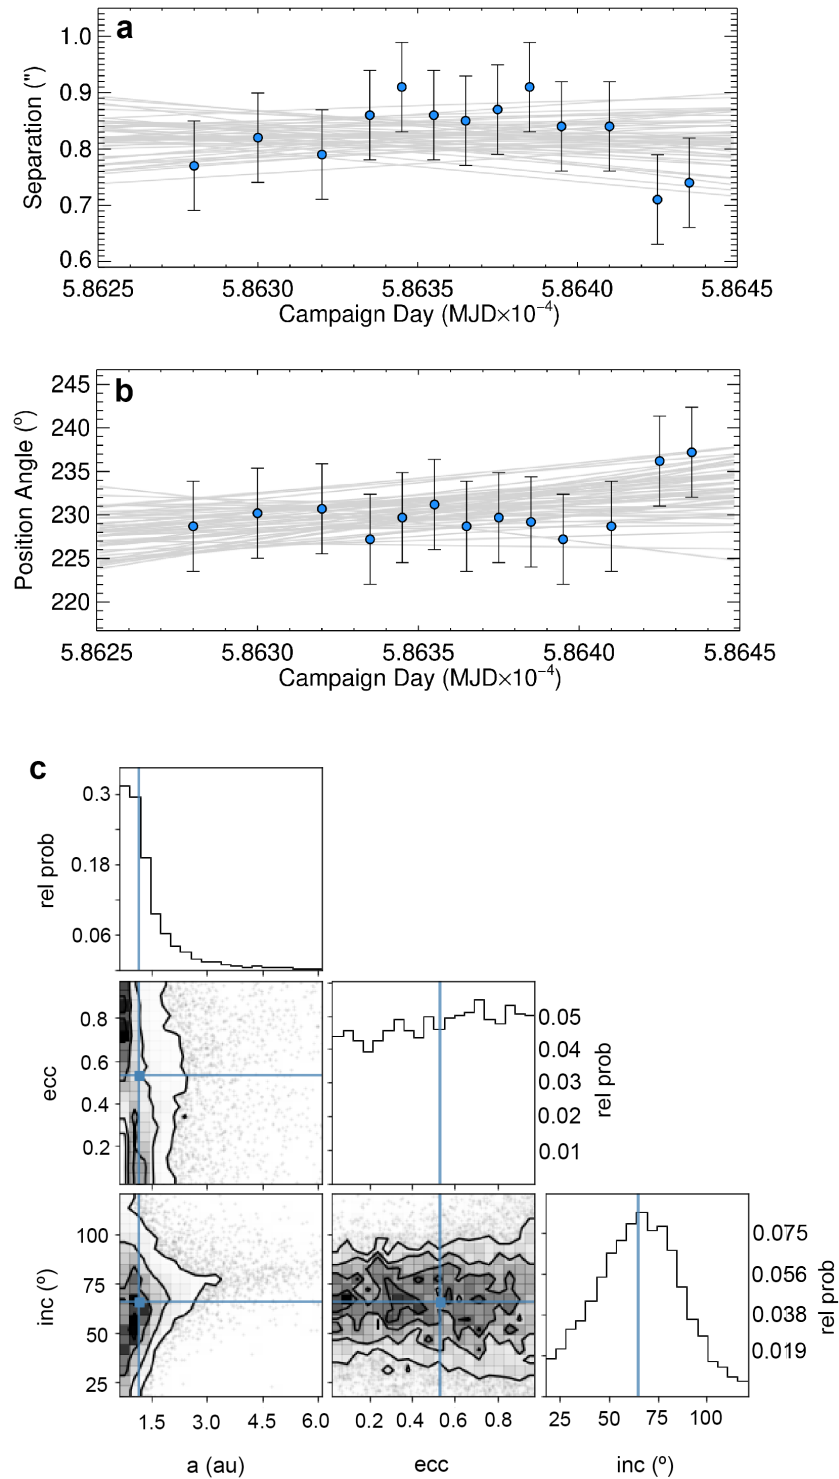 a
Separation (")
1.0
0.9
0.8
0.7
0.6
5.8625 5.8630 5.8635 5.8640 5.8645
Campaign Day (MJD×10⁻⁴)
b
Position Angle (º)
245
240
235
230
225
220
5.8625 5.8630 5.8635 5.8640 5.8645
Campaign Day (MJD×10⁻⁴)
c
rel prob
0.3
0.18
0.06
ecc
0.8
0.6
0.4
0.2
0.05
0.04
0.03
0.02
0.01
rel prob
inc (º)
100
75
50
25
0.075
0.056
0.038
0.019
rel prob
1.5 3.0 4.5 6.0
0.2 0.4 0.6 0.8
25 50 75 100
a (au)
ecc
inc (º)